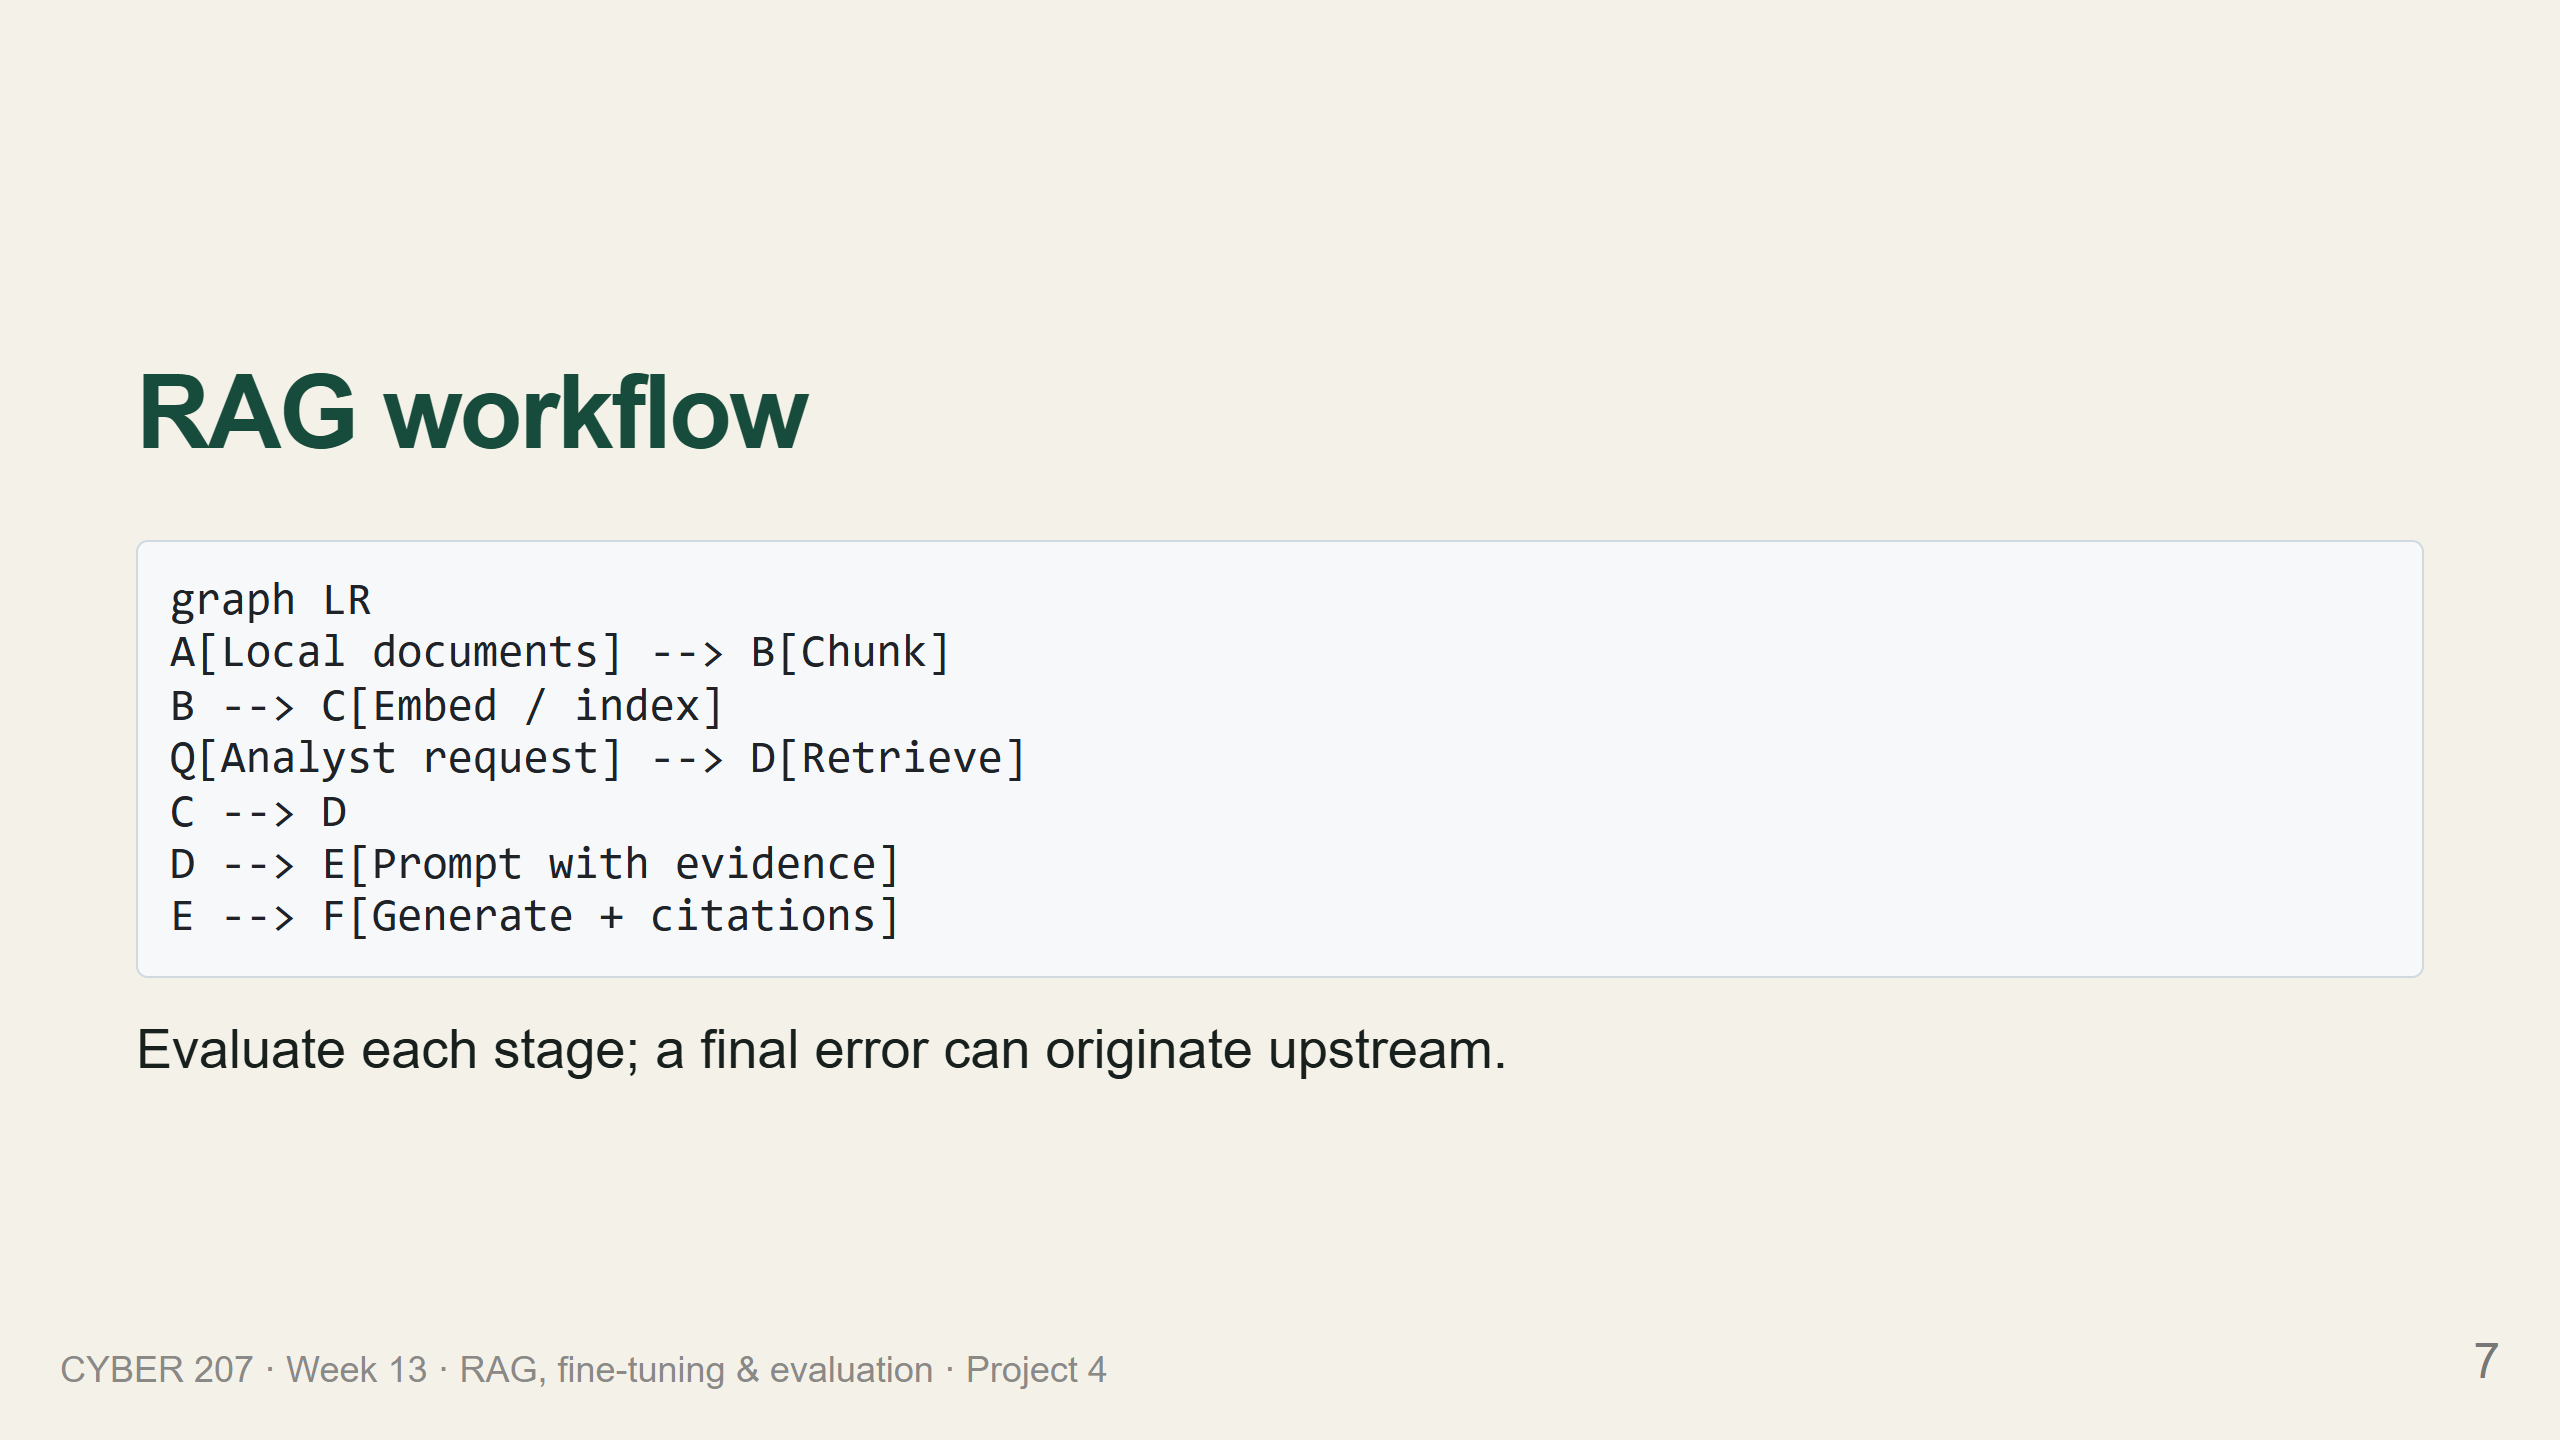 RAG workflow
graph LR
A[Local documents] --> B[Chunk]
B --> C[Embed / index]
Q[Analyst request] --> D[Retrieve]
C --> D
D --> E[Prompt with evidence]
E --> F[Generate + citations]
Evaluate each stage; a final error can originate upstream.
CYBER 207 · Week 13 · RAG, fine-tuning & evaluation · Project 4
7